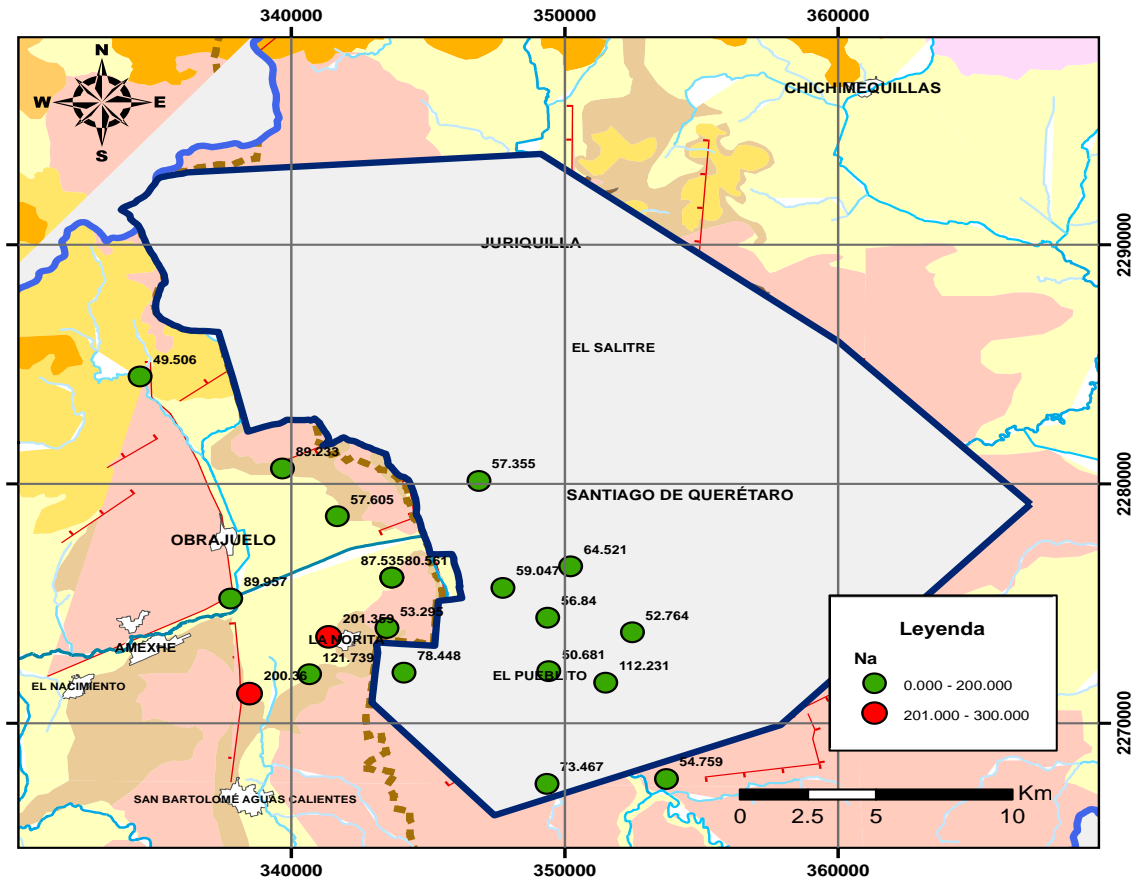 340000
350000
360000
N
W
E
S
CHICHIMEQUILLAS
JURIQUILLA
2290000
EL SALITRE
49.506
89.233
57.355
2280000
SANTIAGO DE QUERÉTARO
57.605
OBRAJUELO
64.521
87.535
80.561
59.047
89.957
56.84
53.295
52.764
201.359
LA NORITA
AMEXHE
121.739
78.448
50.681
112.231
EL PUEBLITO
200.36
EL NACIMIENTO
2270000
73.467
54.759
SAN BARTOLOMÉ AGUAS CALIENTES
Leyenda
Na
0.000 - 200.000
201.000 - 300.000
Km
0
2.5
5
10
340000
350000
360000